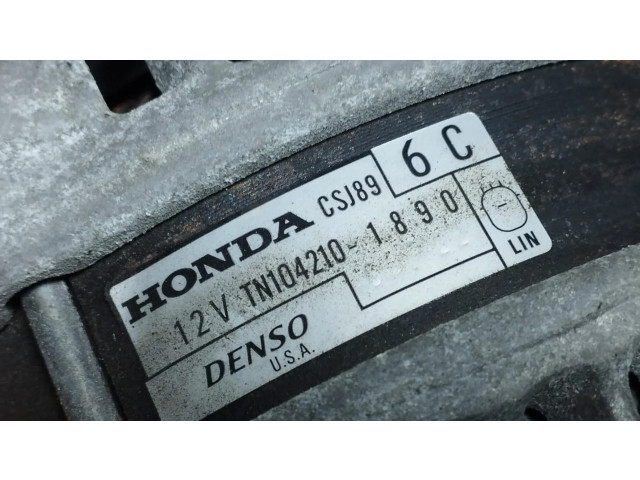 HONDA CSJ89 6C
12V TN104210-1890
LIN
DENSO
U.S.A.